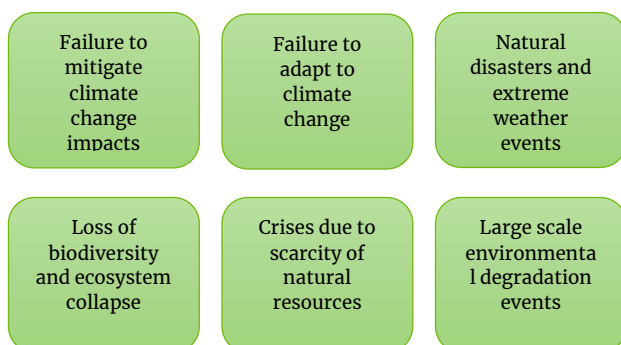 Failure to
mitigate
climate
change
impacts
Failure to
adapt to
climate
change
Natural
disasters and
extreme
weather
events
Loss of
biodiversity
and ecosystem
collapse
Crises due to
scarcity of
natural
resources
Large scale
environmenta
l degradation
events